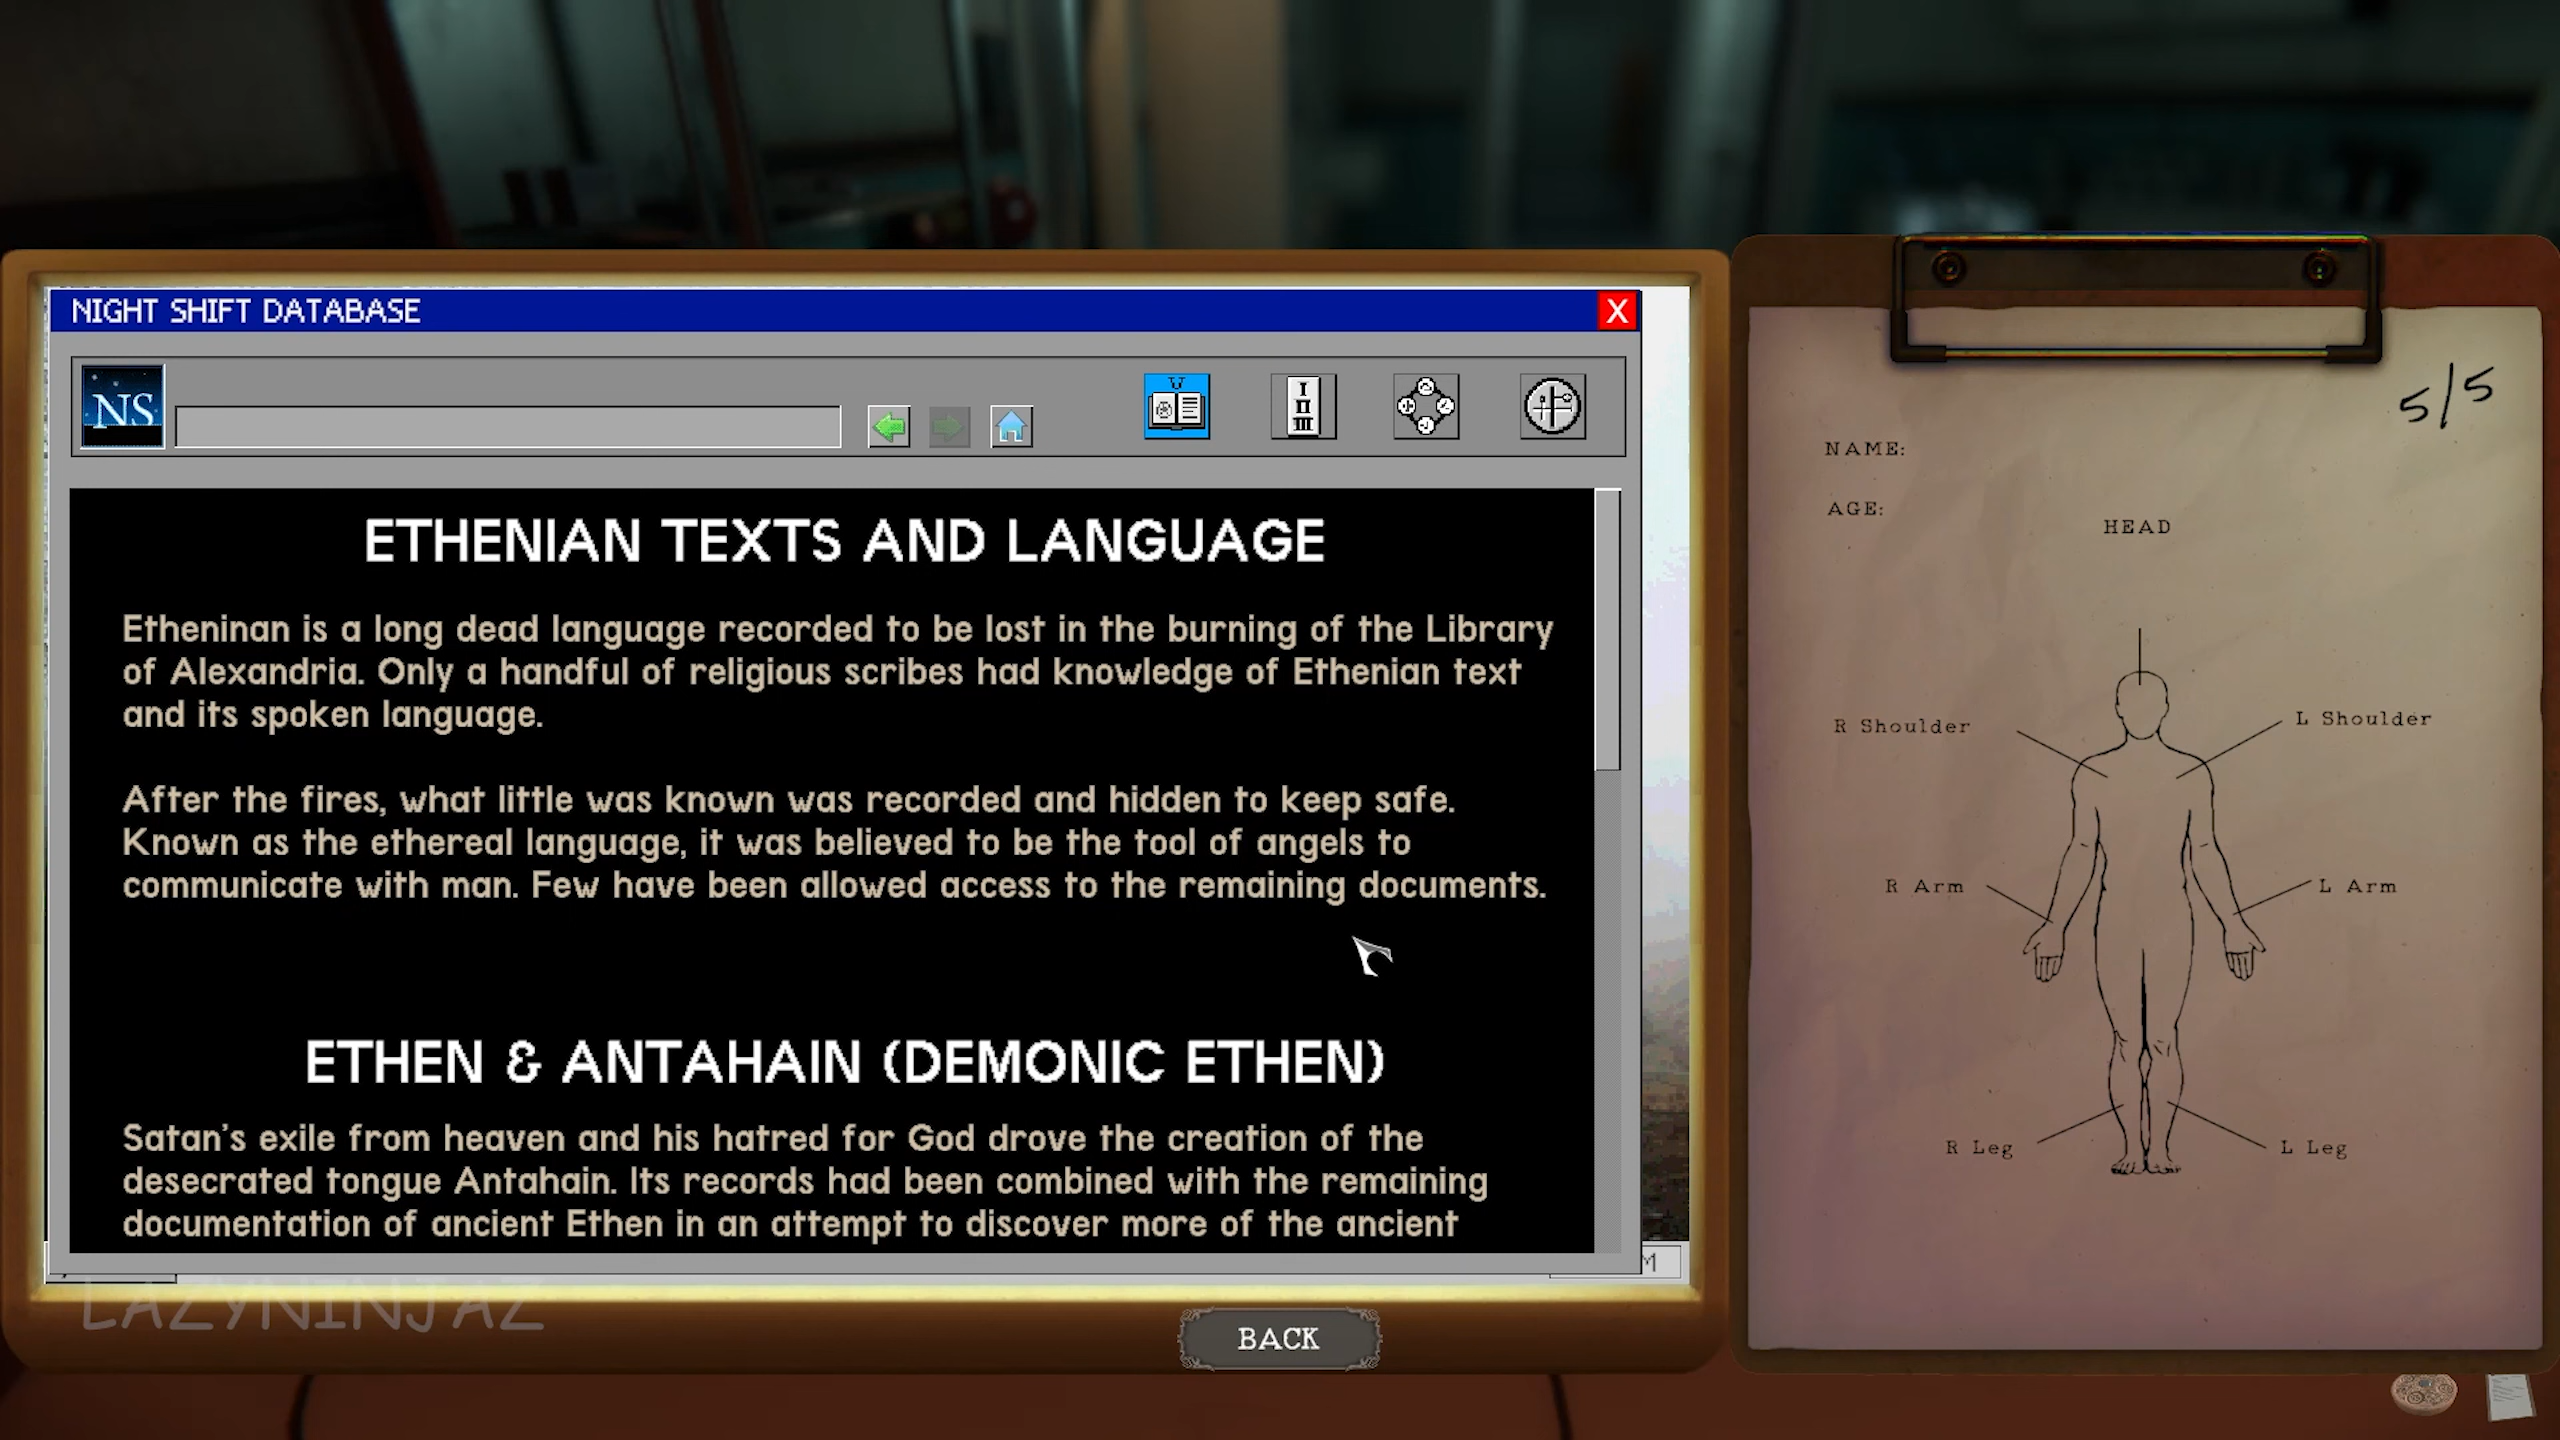 NIGHT SHIFT DATABASE
X
NS
I
II
III
ETHENIAN TEXTS AND LANGUAGE
Etheninan is a long dead language recorded to be lost in the burning of the Library
of Alexandria. Only a handful of religious scribes had knowledge of Ethenian text
and its spoken language.
After the fires, what little was known was recorded and hidden to keep safe.
Known as the ethereal language, it was believed to be the tool of angels to
communicate with man. Few have been allowed access to the remaining documents.
ETHEN & ANTAHAIN (DEMONIC ETHEN)
Satan's exile from heaven and his hatred for God drove the creation of the
desecrated tongue Antahain. Its records had been combined with the remaining
documentation of ancient Ethen in an attempt to discover more of the ancient
LAZYNINJAZ
BACK
5/5
NAME:
AGE:
HEAD
R Shoulder
L Shoulder
R Arm
L Arm
R Leg
L Leg